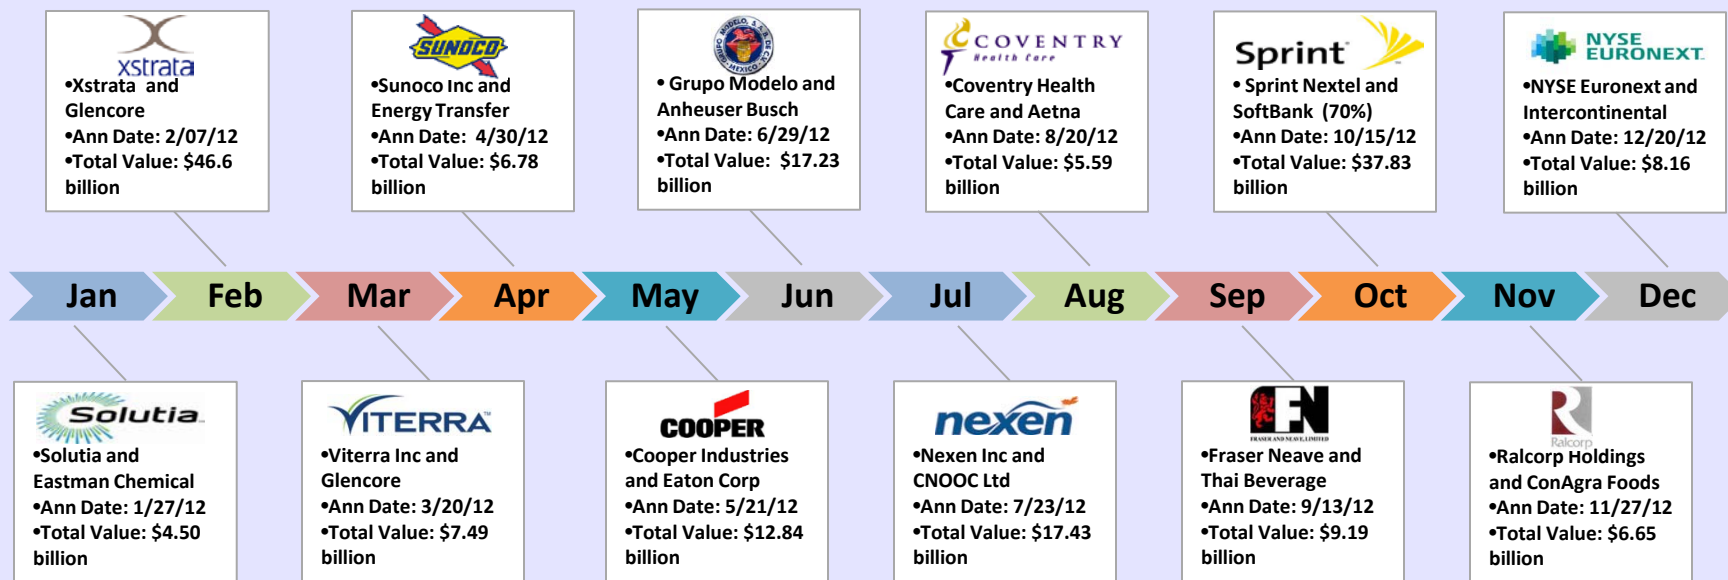 xstrata
•Xstrata and
Glencore
•Ann Date: 2/07/12
•Total Value: $46.6
billion
SUNOCO
•Sunoco Inc and
Energy Transfer
•Ann Date: 4/30/12
•Total Value: $6.78
billion
GRUPO MODELO, S.A.B. DE C.V.
MEXICO
• Grupo Modelo and
Anheuser Busch
•Ann Date: 6/29/12
•Total Value: $17.23
billion
COVENTRY
Health Care
•Coventry Health
Care and Aetna
•Ann Date: 8/20/12
•Total Value: $5.59
billion
Sprint
• Sprint Nextel and
SoftBank (70%)
•Ann Date: 10/15/12
•Total Value: $37.83
billion
NYSE
EURONEXT.
•NYSE Euronext and
Intercontinental
•Ann Date: 12/20/12
•Total Value: $8.16
billion
Jan Feb Mar Apr May Jun Jul Aug Sep Oct Nov Dec
Solutia
•Solutia and
Eastman Chemical
•Ann Date: 1/27/12
•Total Value: $4.50
billion
VITERRA™
•Viterra Inc and
Glencore
•Ann Date: 3/20/12
•Total Value: $7.49
billion
COOPER
•Cooper Industries
and Eaton Corp
•Ann Date: 5/21/12
•Total Value: $12.84
billion
nexen
•Nexen Inc and
CNOOC Ltd
•Ann Date: 7/23/12
•Total Value: $17.43
billion
FN
FRASER AND NEAVE, LIMITED
•Fraser Neave and
Thai Beverage
•Ann Date: 9/13/12
•Total Value: $9.19
billion
R
Ralcorp
•Ralcorp Holdings
and ConAgra Foods
•Ann Date: 11/27/12
•Total Value: $6.65
billion